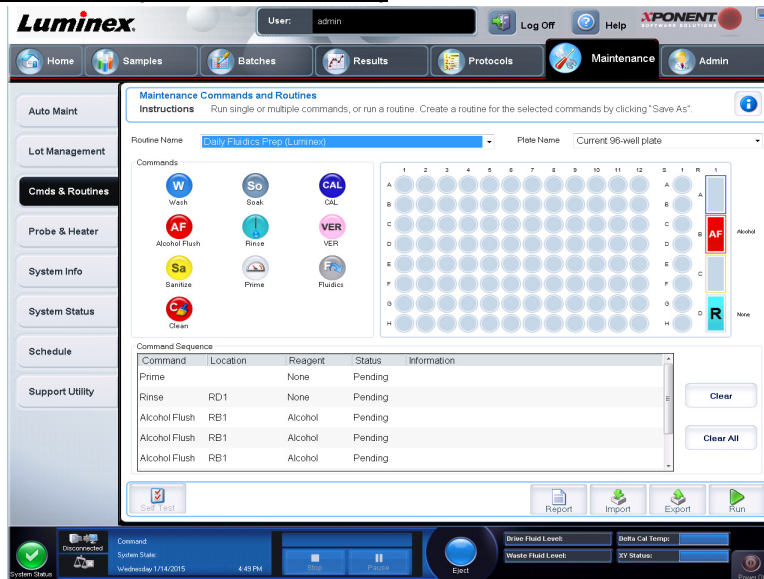 Luminex
User: admin
Log Off
Help
XPONENT
SOFTWARE SOLUTIONS
Home
Samples
Batches
Results
Protocols
Maintenance
Admin
Auto Maint
Lot Management
Cmds & Routines
Probe & Heater
System Info
System Status
Schedule
Support Utility
Maintenance Commands and Routines
Instructions Run single or multiple commands, or run a routine. Create a routine for the selected commands by clicking "Save As".
Routine Name Daily Fluidics Prep (Luminex) Plate Name Current 96-well plate
Commands
W So CAL
Wash Soak CAL
AF VER
Alcohol Flush Rinse VER
Sa
Sanitize Prime Fluidics
Clean
1 2 3 4 5 6 7 8 9 10 11 12 S 1 R 1
A A A
B B
C C B AF Alcohol
D D
E E C
F F
G G D R None
H H
Command Sequence
Command Location Reagent Status Information
Prime None Pending
Rinse RD1 None Pending
Alcohol Flush RB1 Alcohol Pending
Alcohol Flush RB1 Alcohol Pending
Alcohol Flush RB1 Alcohol Pending
Clear
Clear All
Self Test
Report
Import
Export
Run
System Status
Disconnected
Command:
System State:
Wednesday 1/14/2015 4:49 PM
Stop
Pause
Eject
Drive Fluid Level:
Waste Fluid Level:
Delta Cal Temp:
XY Status: